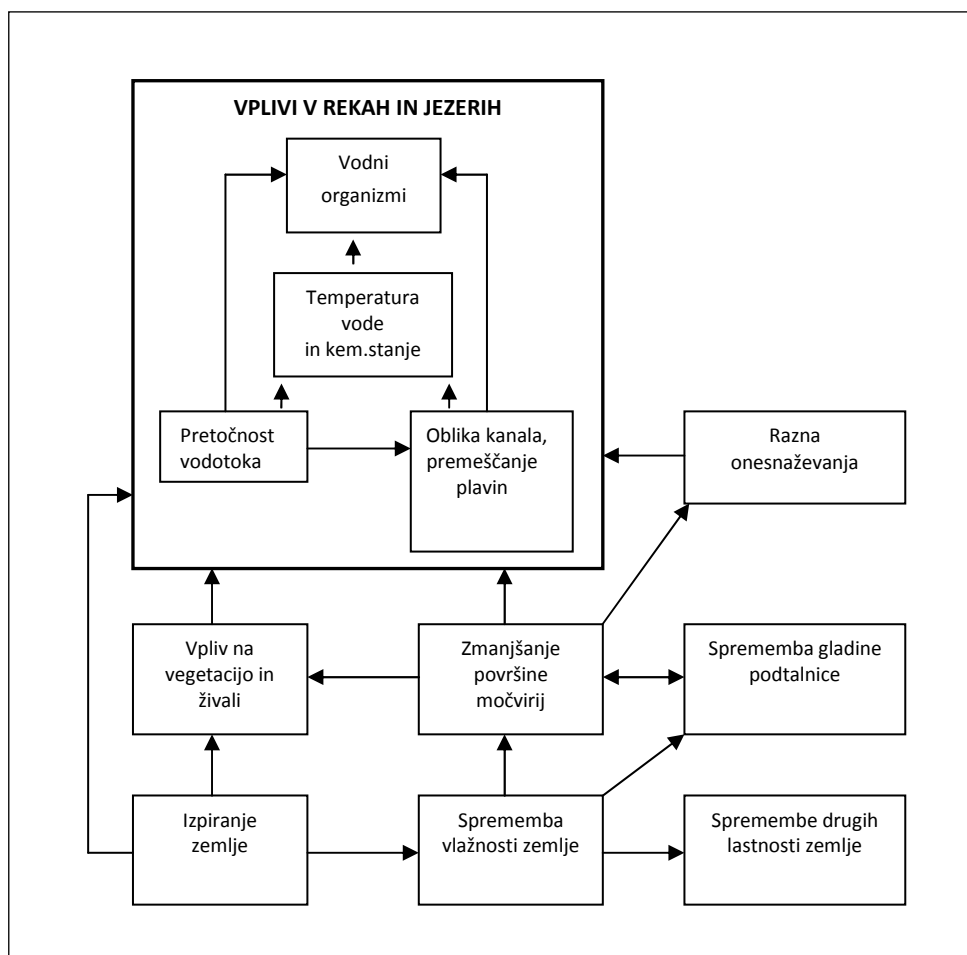 VPLIVI V REKAH IN JEZERIH
Vodni
organizmi
Temperatura
vode
in kem.stanje
Pretočnost
vodotoka
Oblika kanala,
premeščanje
plavin
Razna
onesnaževanja
Vpliv na
vegetacijo in
živali
Zmanjšanje
površine
močvirij
Sprememba gladine
podtalnice
Izpiranje
zemlje
Sprememba
vlažnosti zemlje
Spremembe drugih
lastnosti zemlje